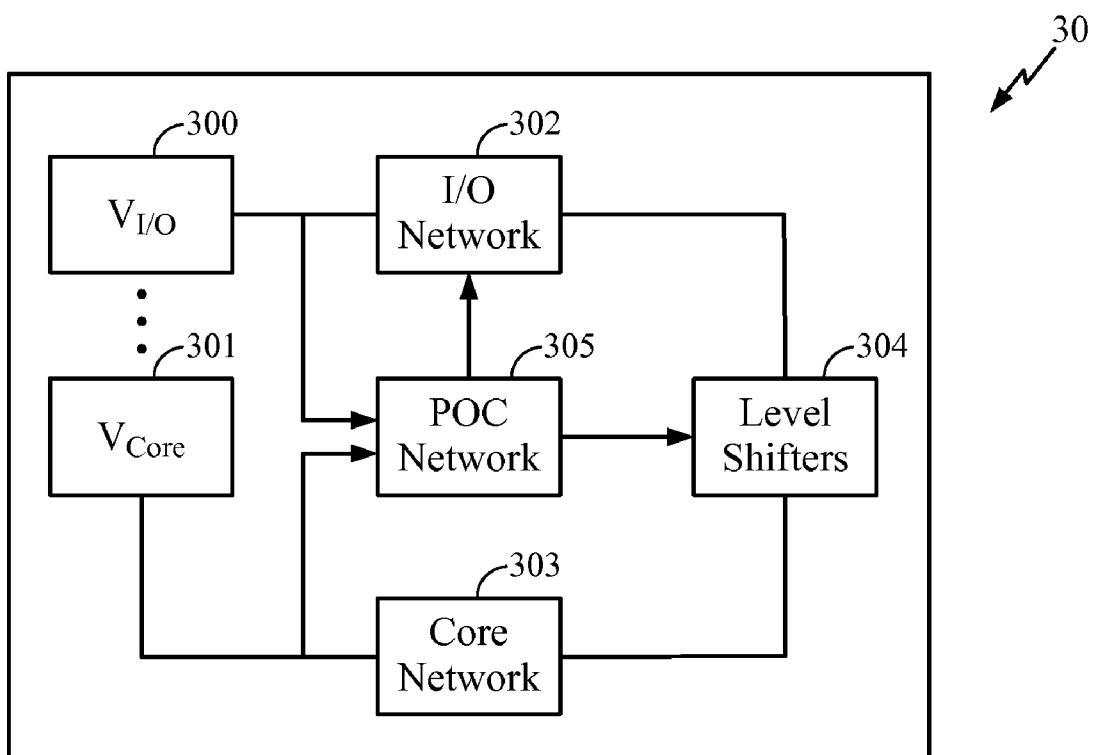 30
300
V_{I/O}
302
I/O
Network
301
V_{Core}
305
POC
Network
304
Level
Shifters
303
Core
Network